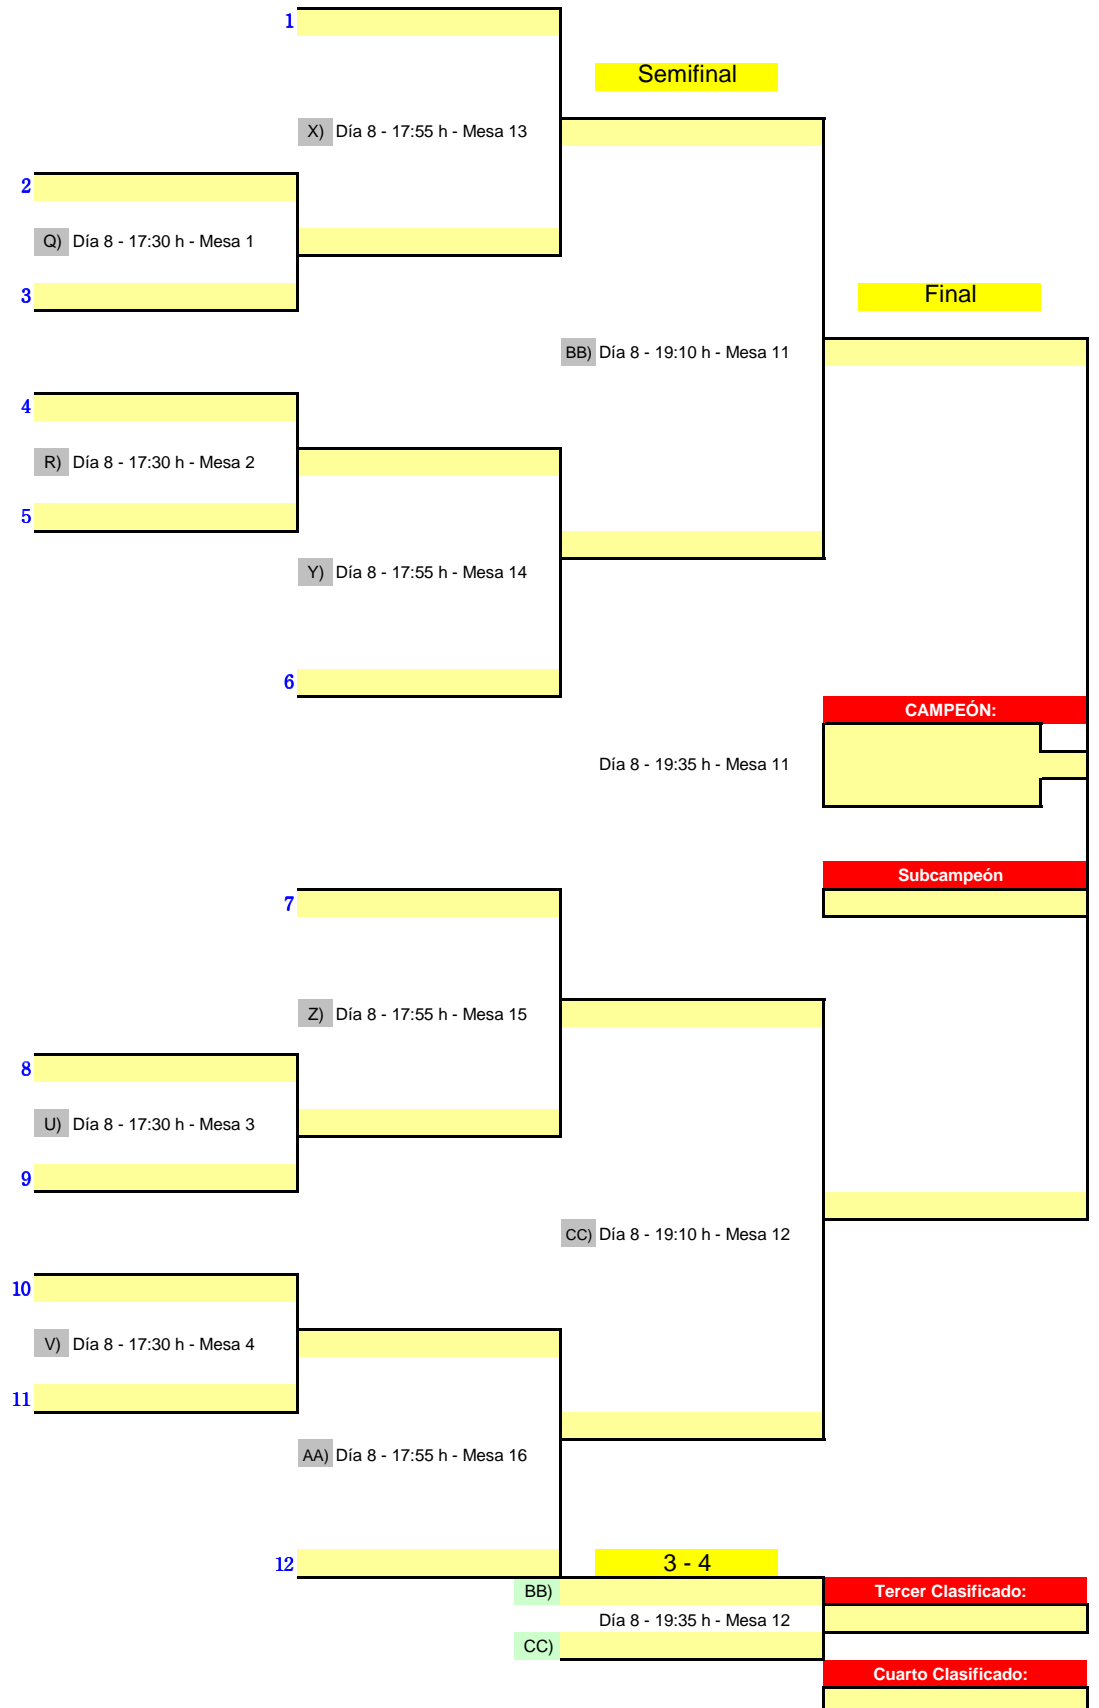 1
Semifinal
X) Día 8 - 17:55 h - Mesa 13
2
Q) Día 8 - 17:30 h - Mesa 1
3
Final
BB) Día 8 - 19:10 h - Mesa 11
4
R) Día 8 - 17:30 h - Mesa 2
5
Y) Día 8 - 17:55 h - Mesa 14
6
CAMPEÓN:
Día 8 - 19:35 h - Mesa 11
Subcampeón
7
Z) Día 8 - 17:55 h - Mesa 15
8
U) Día 8 - 17:30 h - Mesa 3
9
CC) Día 8 - 19:10 h - Mesa 12
10
V) Día 8 - 17:30 h - Mesa 4
11
AA) Día 8 - 17:55 h - Mesa 16
12
3 - 4
BB)
Tercer Clasificado:
Día 8 - 19:35 h - Mesa 12
CC)
Cuarto Clasificado: